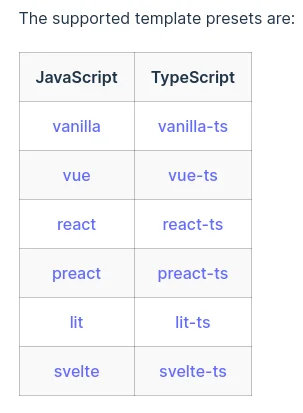 The supported template presets are:
JavaScript TypeScript
vanilla vanilla-ts
vue vue-ts
react react-ts
preact preact-ts
lit lit-ts
svelte svelte-ts